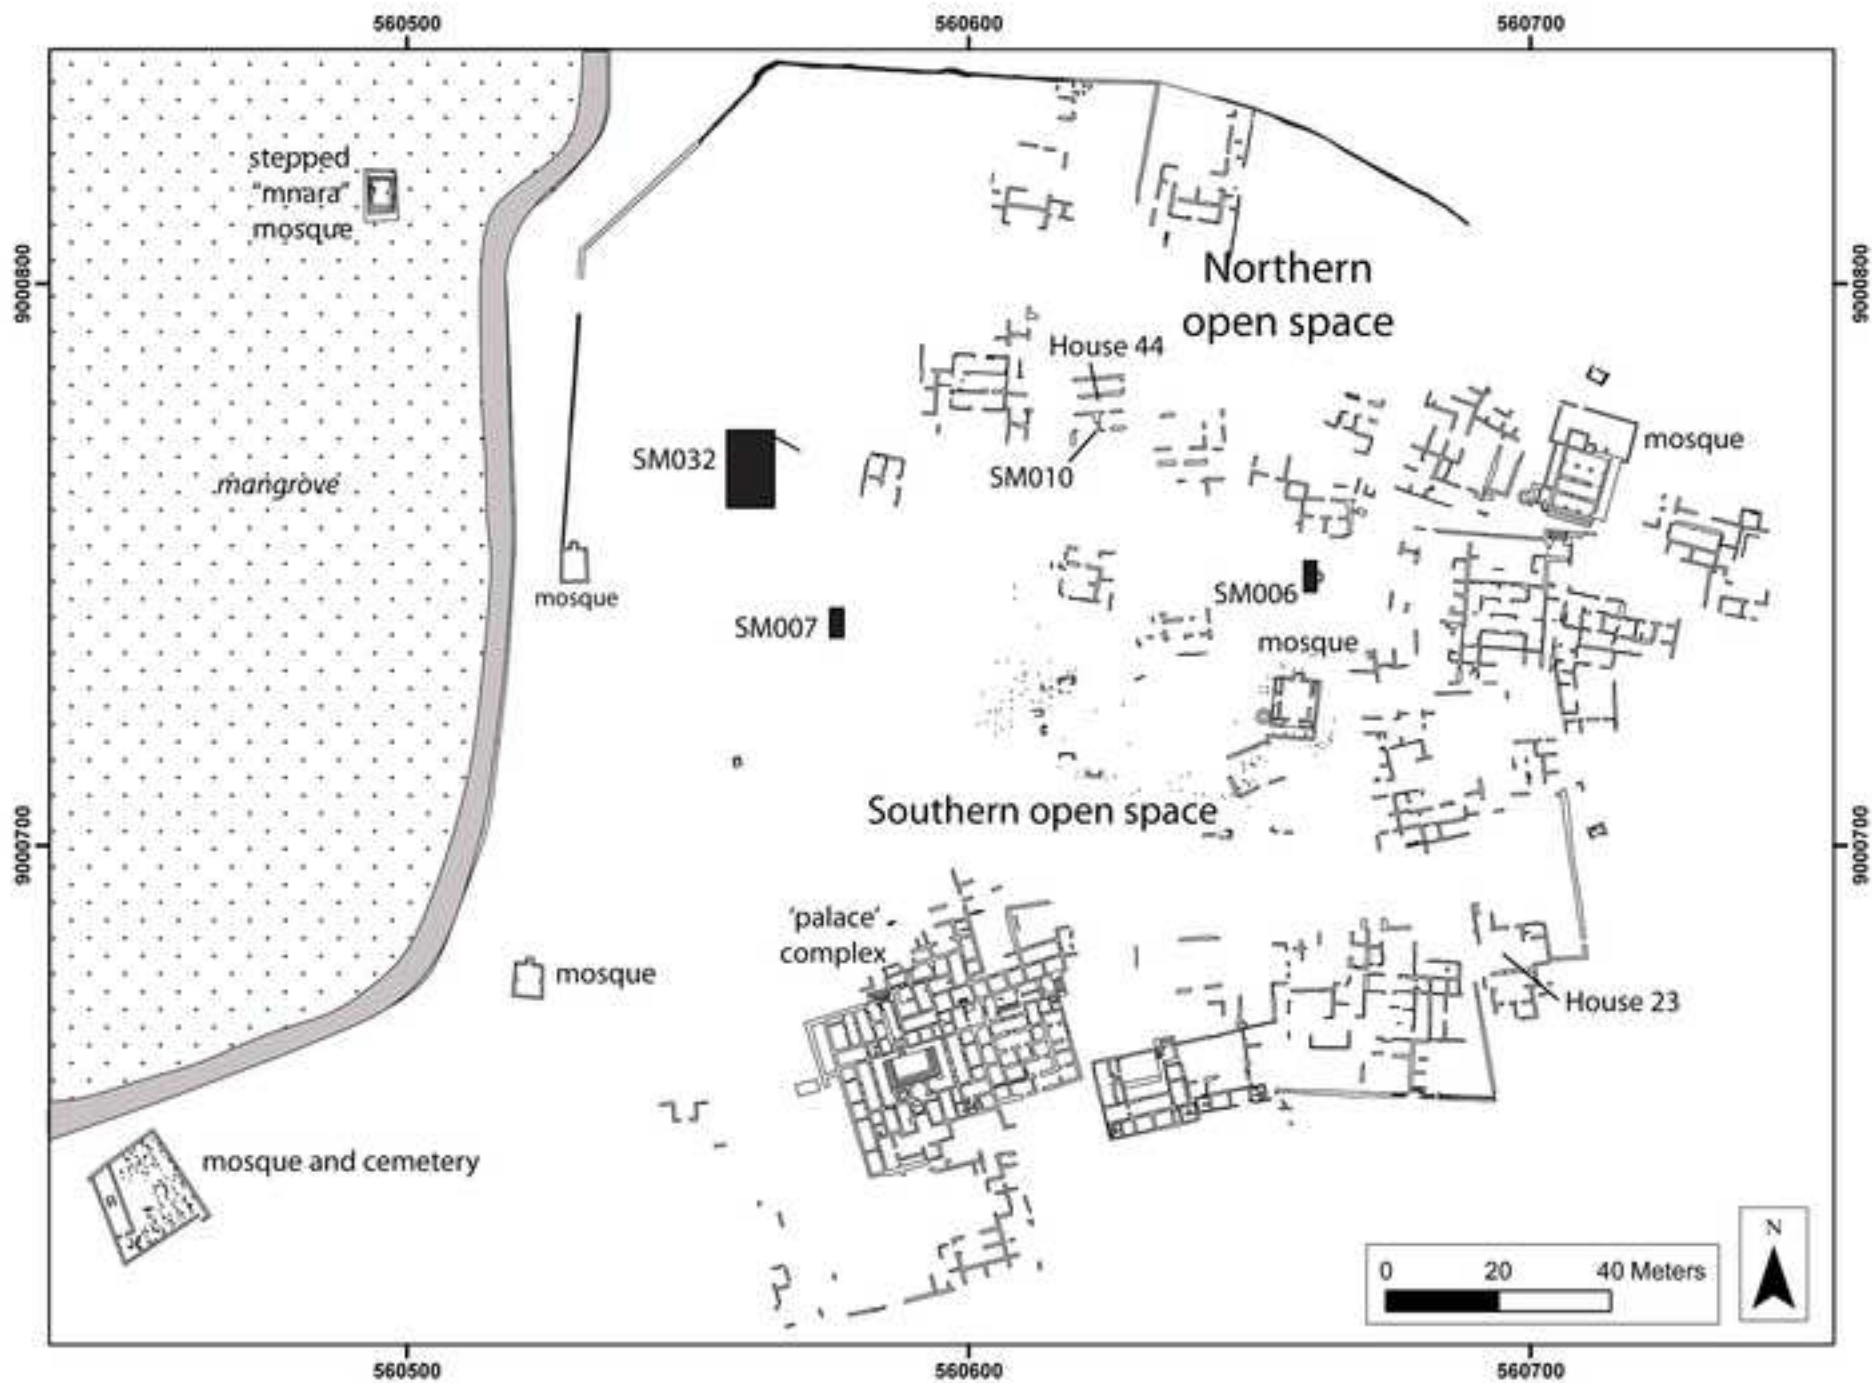 560500
560600
560700
stepped
"mnara"
mosque
9000800
9000800
Northern
open space
House 44
mosque
SM032
SM010
mangrove
SM006
mosque
SM007
mosque
Southern open space
9000700
9000700
'palace'
complex
mosque
House 23
mosque and cemetery
N
0 20 40 Meters
560500
560600
560700